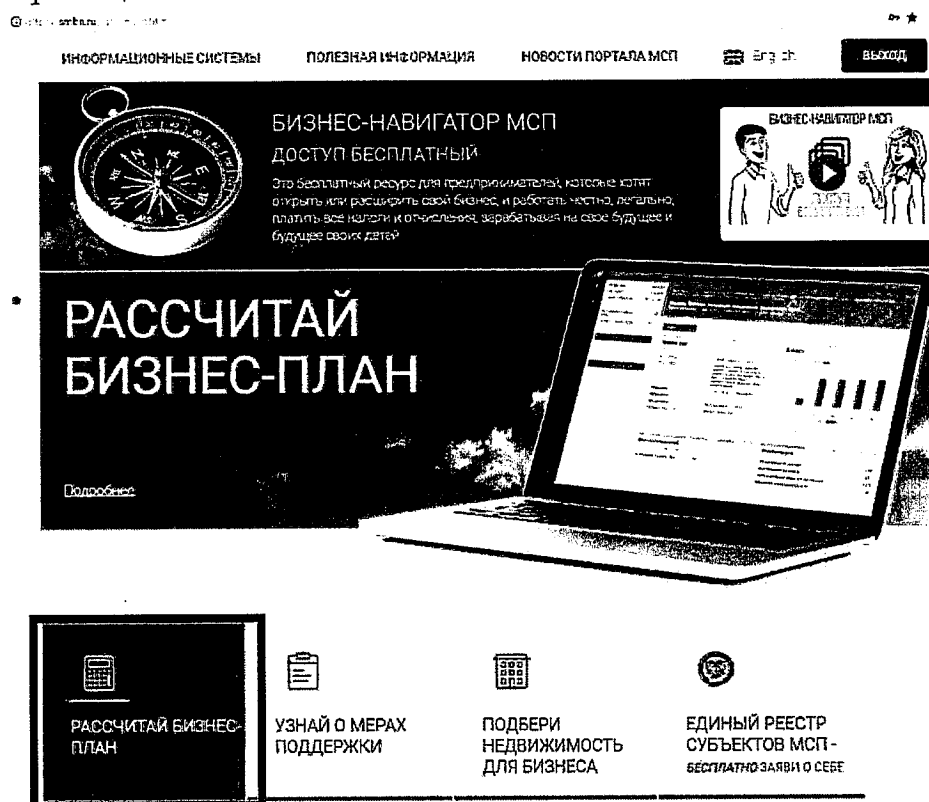 ИНФОРМАЦИОННЫЕ СИСТЕМЫ ПОЛЕЗНАЯ ИНФОРМАЦИЯ НОВОСТИ ПОРТАЛА МСП English ВЫХОД
БИЗНЕС-НАВИГАТОР МСП
ДОСТУП БЕСПЛАТНЫЙ
Это бесплатный ресурс для предпринимателей, которые хотят
открыть или расширить свой бизнес, и работать честно, легально,
платить все налоги и отчисления, зарабатывая на свое будущее и
будущее своих детей
БИЗНЕС-НАВИГАТОР МСП
N
E
S
W
РАССЧИТАЙ
БИЗНЕС-ПЛАН
Подробнее
РАССЧИТАЙ БИЗНЕС-
ПЛАН
УЗНАЙ О МЕРАХ
ПОДДЕРЖКИ
ПОДБЕРИ
НЕДВИЖИМОСТЬ
ДЛЯ БИЗНЕСА
ЕДИНЫЙ РЕЕСТР
СУБЪЕКТОВ МСП -
БЕСПЛАТНО ЗАЯВИ О СЕБЕ